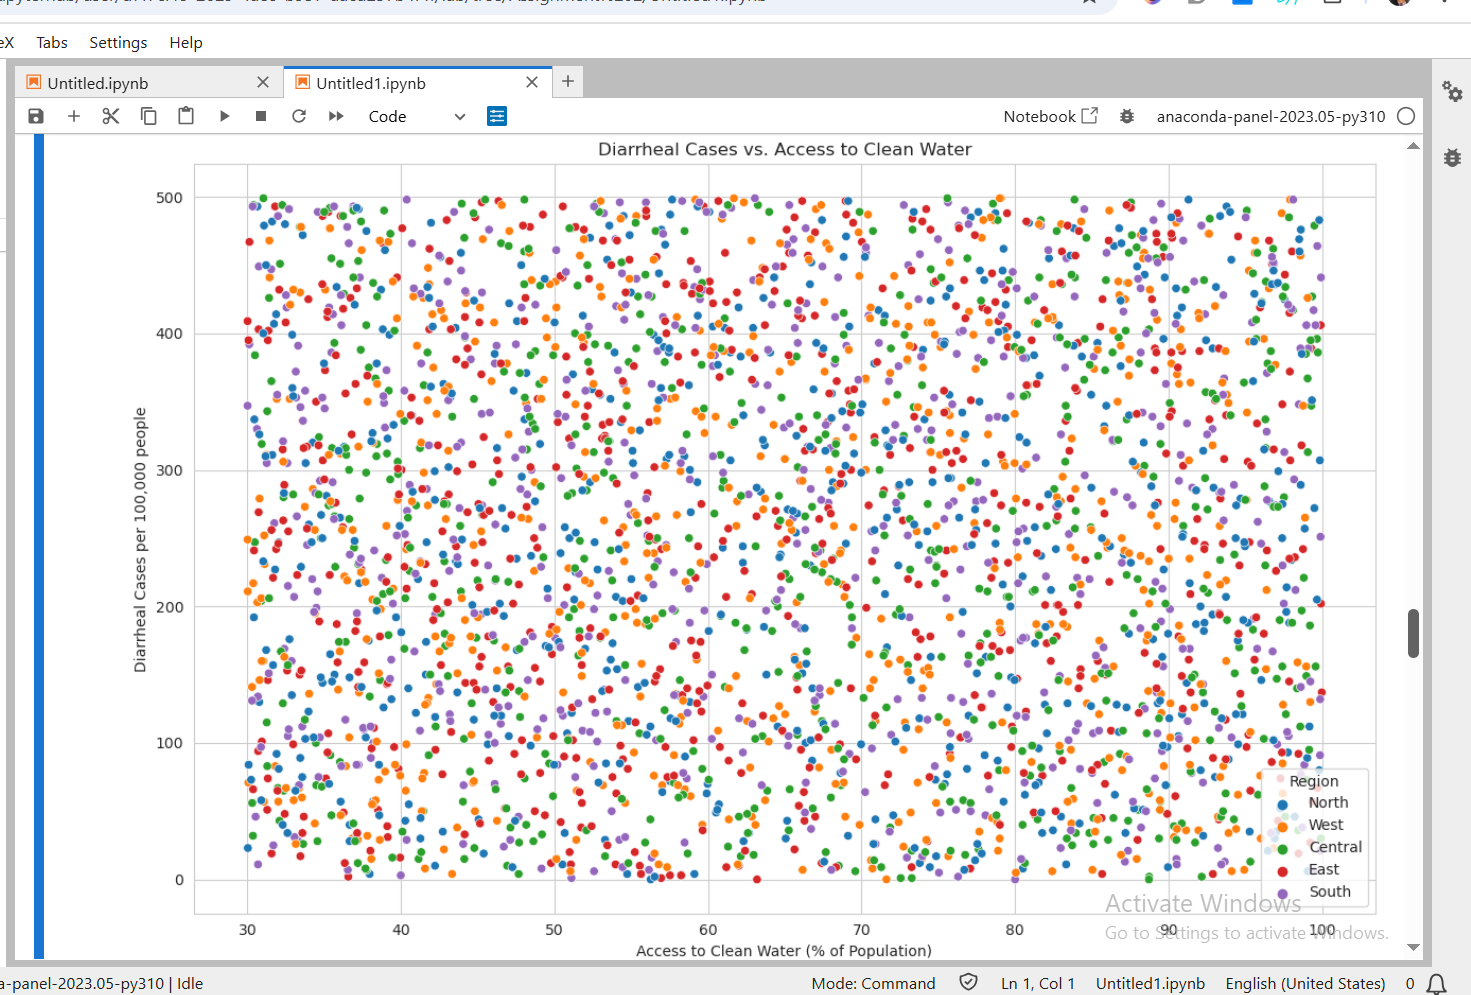 eX Tabs Settings Help
Untitled.ipynb Untitled1.ipynb
Code Notebook anaconda-panel-2023.05-py310
Diarrheal Cases vs. Access to Clean Water
500
400
300
200
100
0
Diarrheal Cases per 100,000 people
Region
North
West
Central
East
South
30 40 50 60 70 80 90 100
Access to Clean Water (% of Population)
Activate Windows
Go to Settings to activate Windows.
a-panel-2023.05-py310 | Idle Mode: Command Ln 1, Col 1 Untitled1.ipynb English (United States) 0